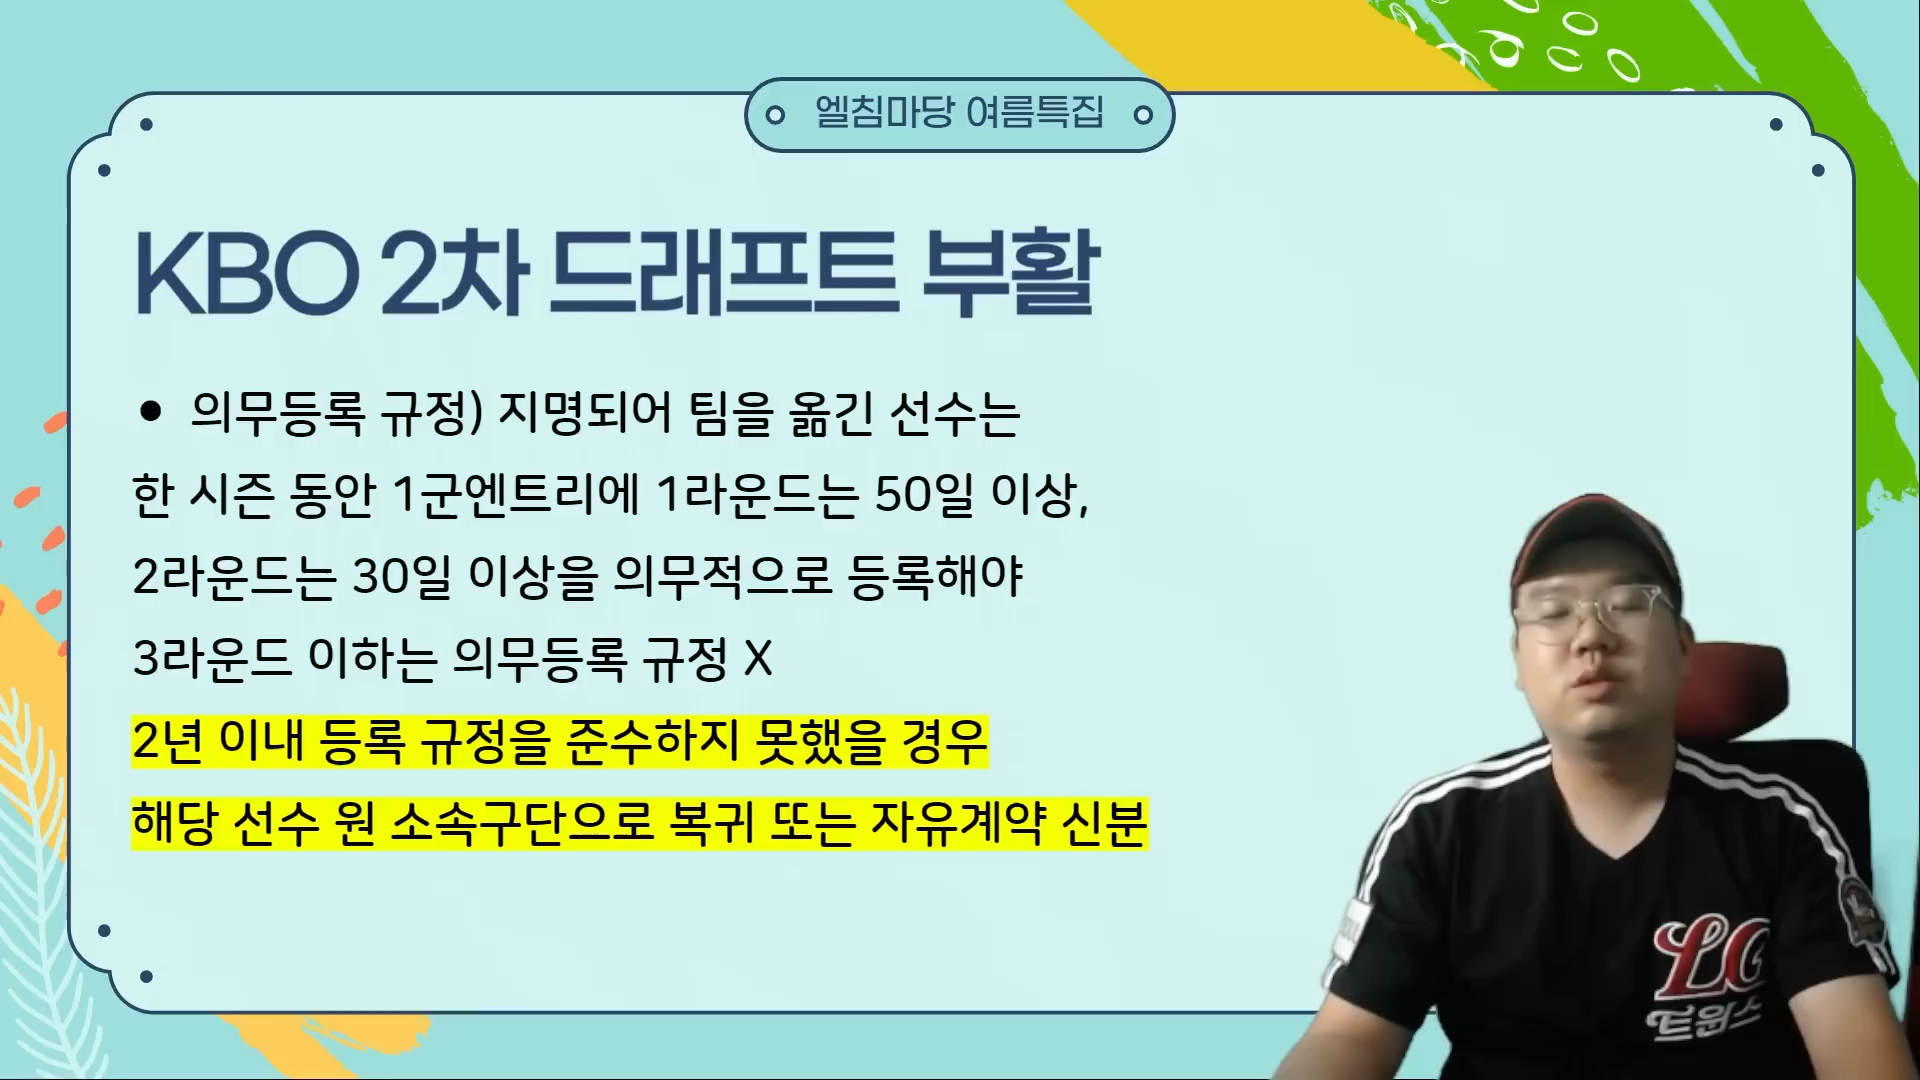 엘침마당 여름특집
KBO 2차 드래프트 부활
• 의무등록 규정) 지명되어 팀을 옮긴 선수는
한 시즌 동안 1군엔트리에 1라운드는 50일 이상,
2라운드는 30일 이상을 의무적으로 등록해야
3라운드 이하는 의무등록 규정 X
2년 이내 등록 규정을 준수하지 못했을 경우
해당 선수 원 소속구단으로 복귀 또는 자유계약 신분
LG
트윈스